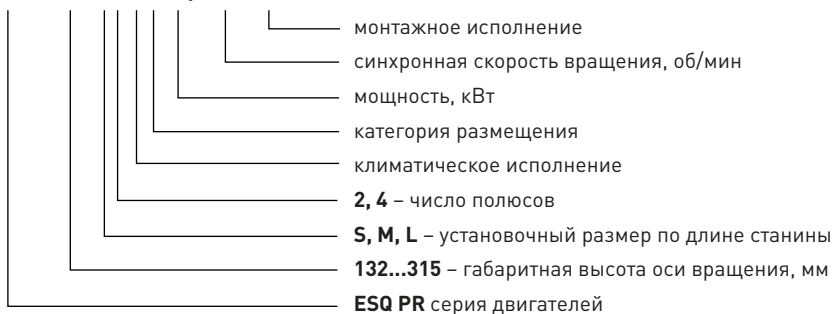 монтажное исполнение
синхронная скорость вращения, об/мин
мощность, кВт
категория размещения
климатическое исполнение
2, 4 – число полюсов
S, M, L – установочный размер по длине станины
132...315 – габаритная высота оси вращения, мм
ESQ PR серия двигателей